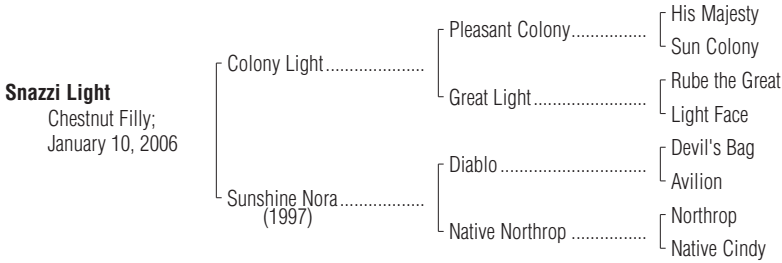 His Majesty
Pleasant Colony................
Sun Colony
Colony Light.....................
Rube the Great
Great Light........................
Light Face
Snazzi Light
Chestnut Filly;
January 10, 2006
Devil's Bag
Diablo ..............................
Avilion
Sunshine Nora..................
(1997)
Northrop
Native Northrop ................
Native Cindy